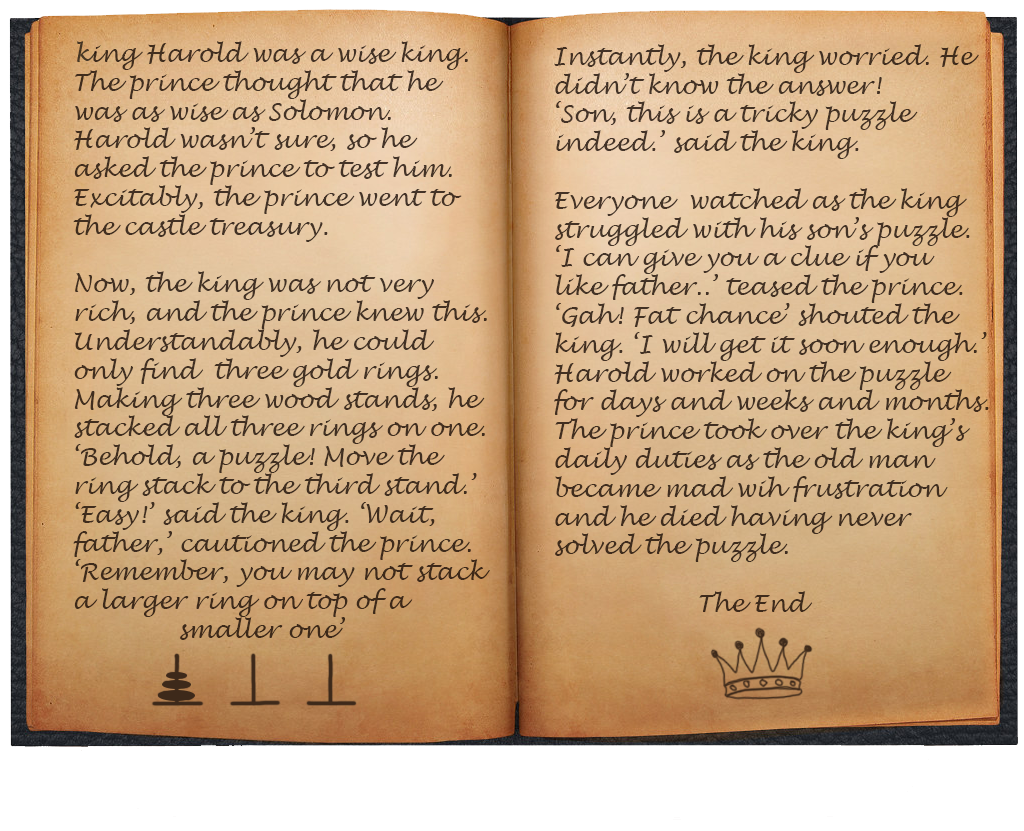 king Harold was a wise king.
The prince thought that he
was as wise as Solomon.
Harold wasn't sure, so he
asked the prince to test him.
Excitably, the prince went to
the castle treasury.
Now, the king was not very
rich, and the prince knew this.
Understandably, he could
only find three gold rings.
Making three wood stands, he
stacked all three rings on one.
‘Behold, a puzzle! Move the
ring stack to the third stand.’
‘Easy!’ said the king. ‘Wait,
father,’ cautioned the prince.
‘Remember, you may not stack
a larger ring on top of a
smaller one’
Instantly, the king worried. He
didn’t know the answer!
‘Son, this is a tricky puzzle
indeed.’ said the king.
Everyone watched as the king
struggled with his son’s puzzle.
‘I can give you a clue if you
like father..’ teased the prince.
‘Gah! Fat chance’ shouted the
king. ‘I will get it soon enough.’
Harold worked on the puzzle
for days and weeks and months.
The prince took over the king’s
daily duties as the old man
became mad wih frustration
and he died having never
solved the puzzle.
The End